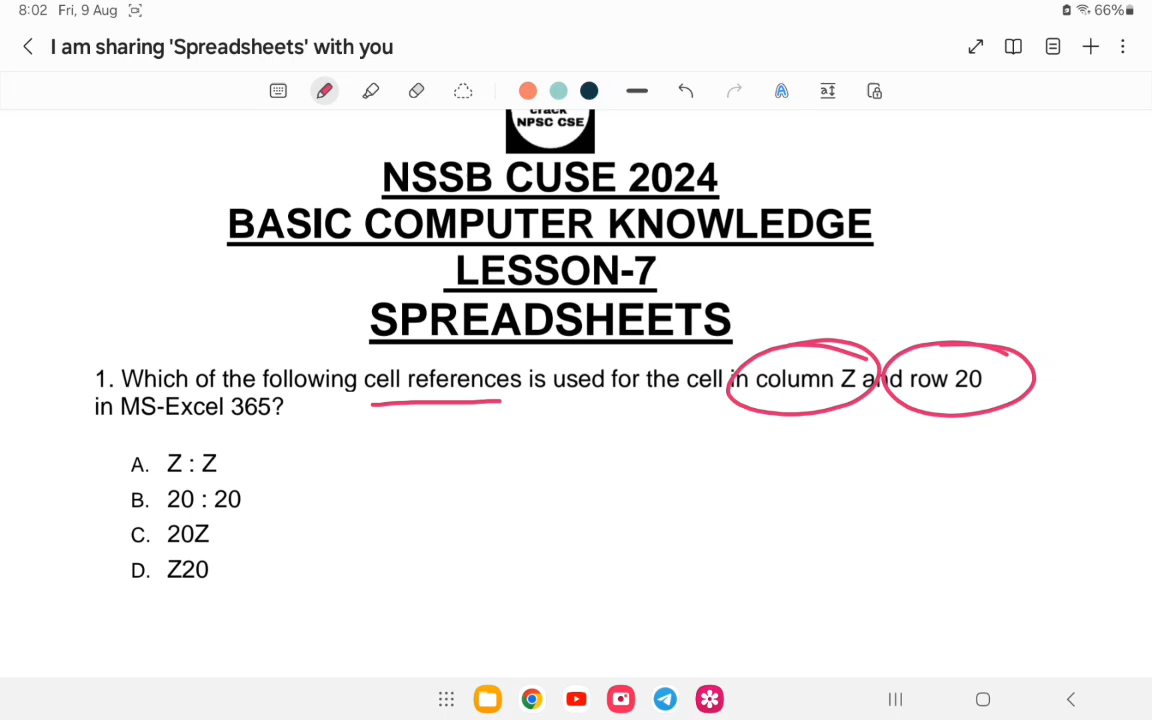 8:02 Fri, 9 Aug 66%
I am sharing 'Spreadsheets' with you
crack
NPSC CSE
NSSB CUSE 2024
BASIC COMPUTER KNOWLEDGE
LESSON-7
SPREADSHEETS
1. Which of the following cell references is used for the cell in column Z and row 20
in MS-Excel 365?
A. Z : Z
B. 20 : 20
C. 20Z
D. Z20